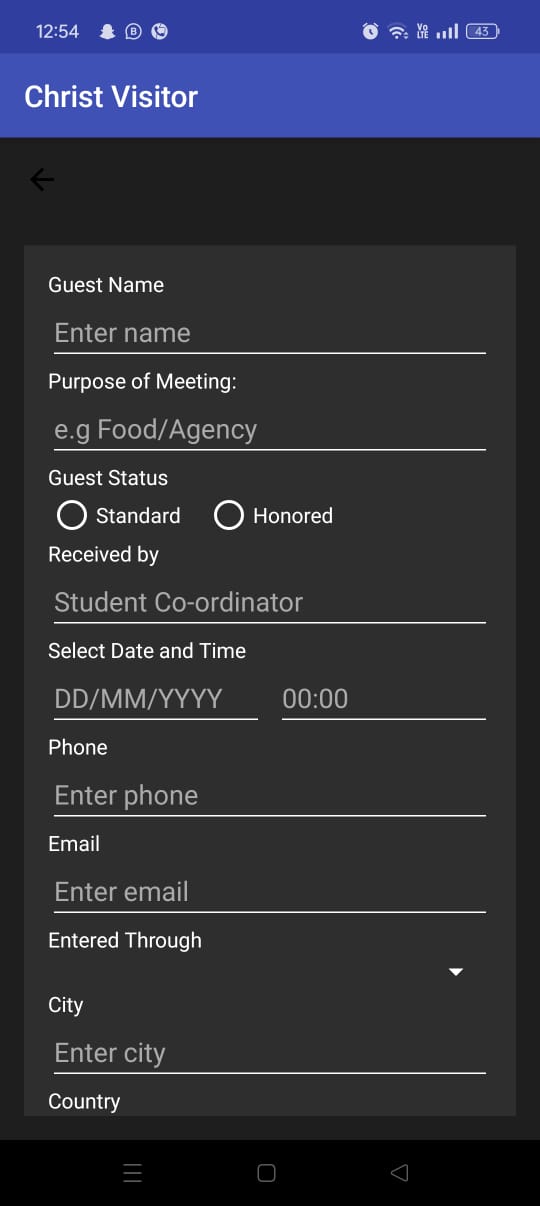 12:54
Vo LTE
43
Christ Visitor
Guest Name
Enter name
Purpose of Meeting:
e.g Food/Agency
Guest Status
Standard Honored
Received by
Student Co-ordinator
Select Date and Time
DD/MM/YYYY 00:00
Phone
Enter phone
Email
Enter email
Entered Through
City
Enter city
Country